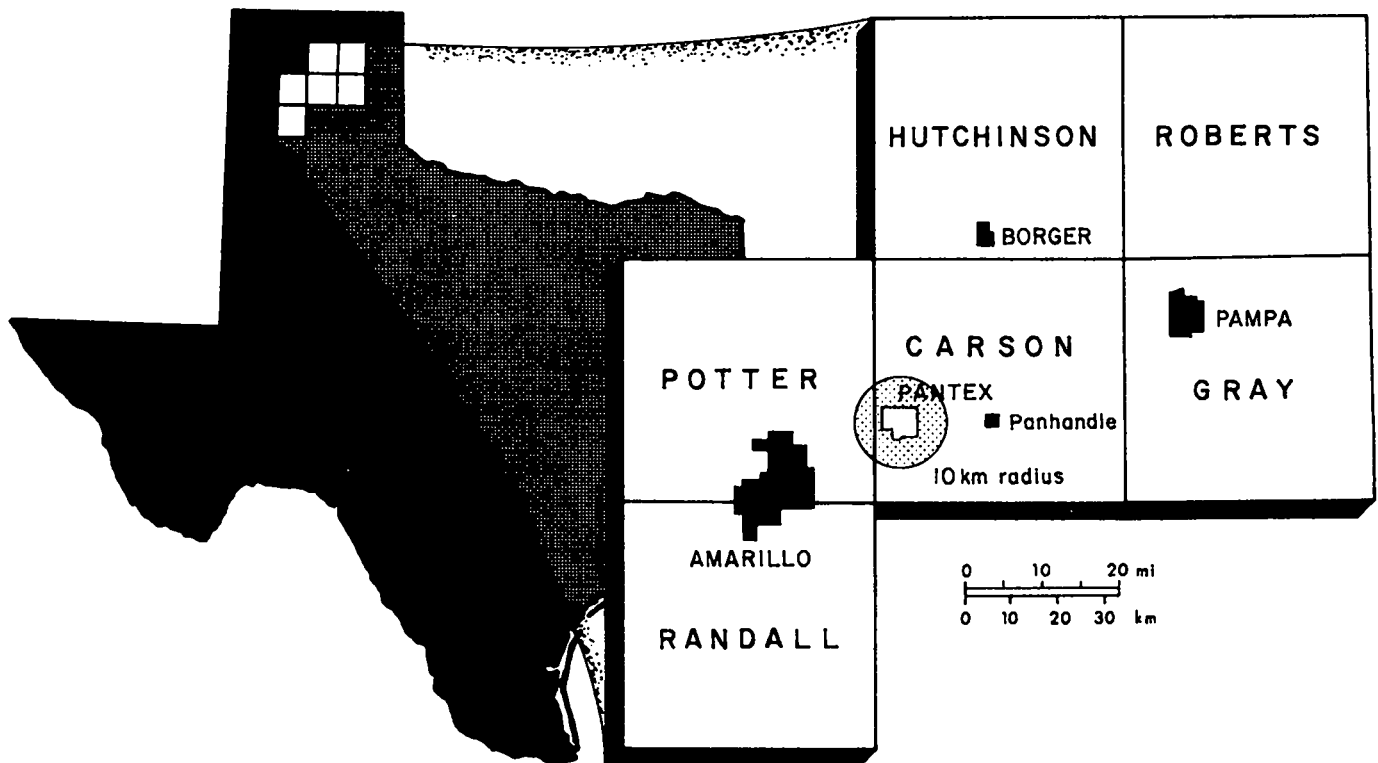 HUTCHINSON
ROBERTS
BORGER
PAMPA
CARSON
POTTER
GRAY
PANTEX
Panhandle
10 km radius
AMARILLO
0 10 20 mi
0 10 20 30 km
RANDALL